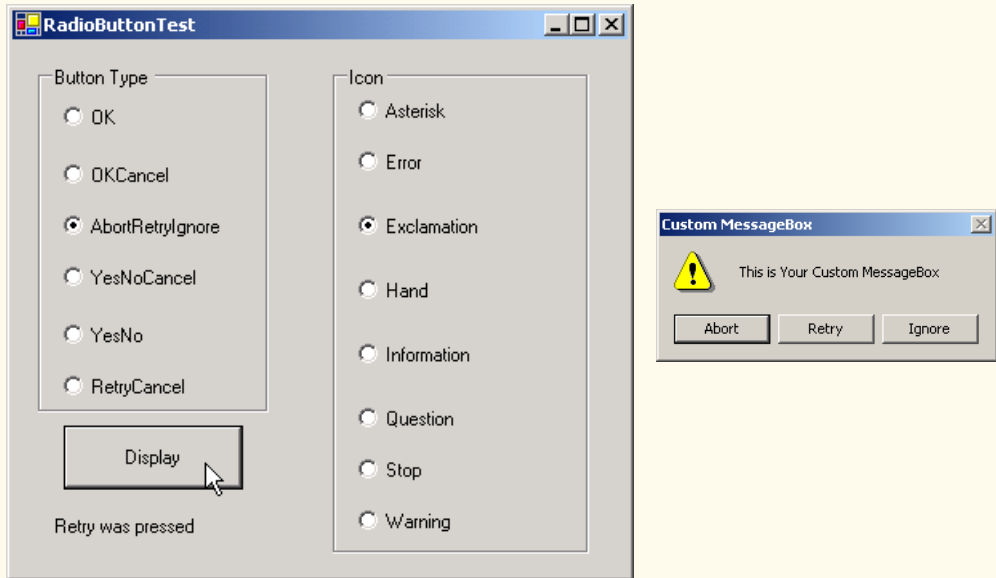 RadioButtonTest
Button Type
OK
OKCancel
AbortRetryIgnore
YesNoCancel
YesNo
RetryCancel
Display
Retry was pressed
Icon
Asterisk
Error
Exclamation
Hand
Information
Question
Stop
Warning
Custom MessageBox
This is Your Custom MessageBox
Abort Retry Ignore